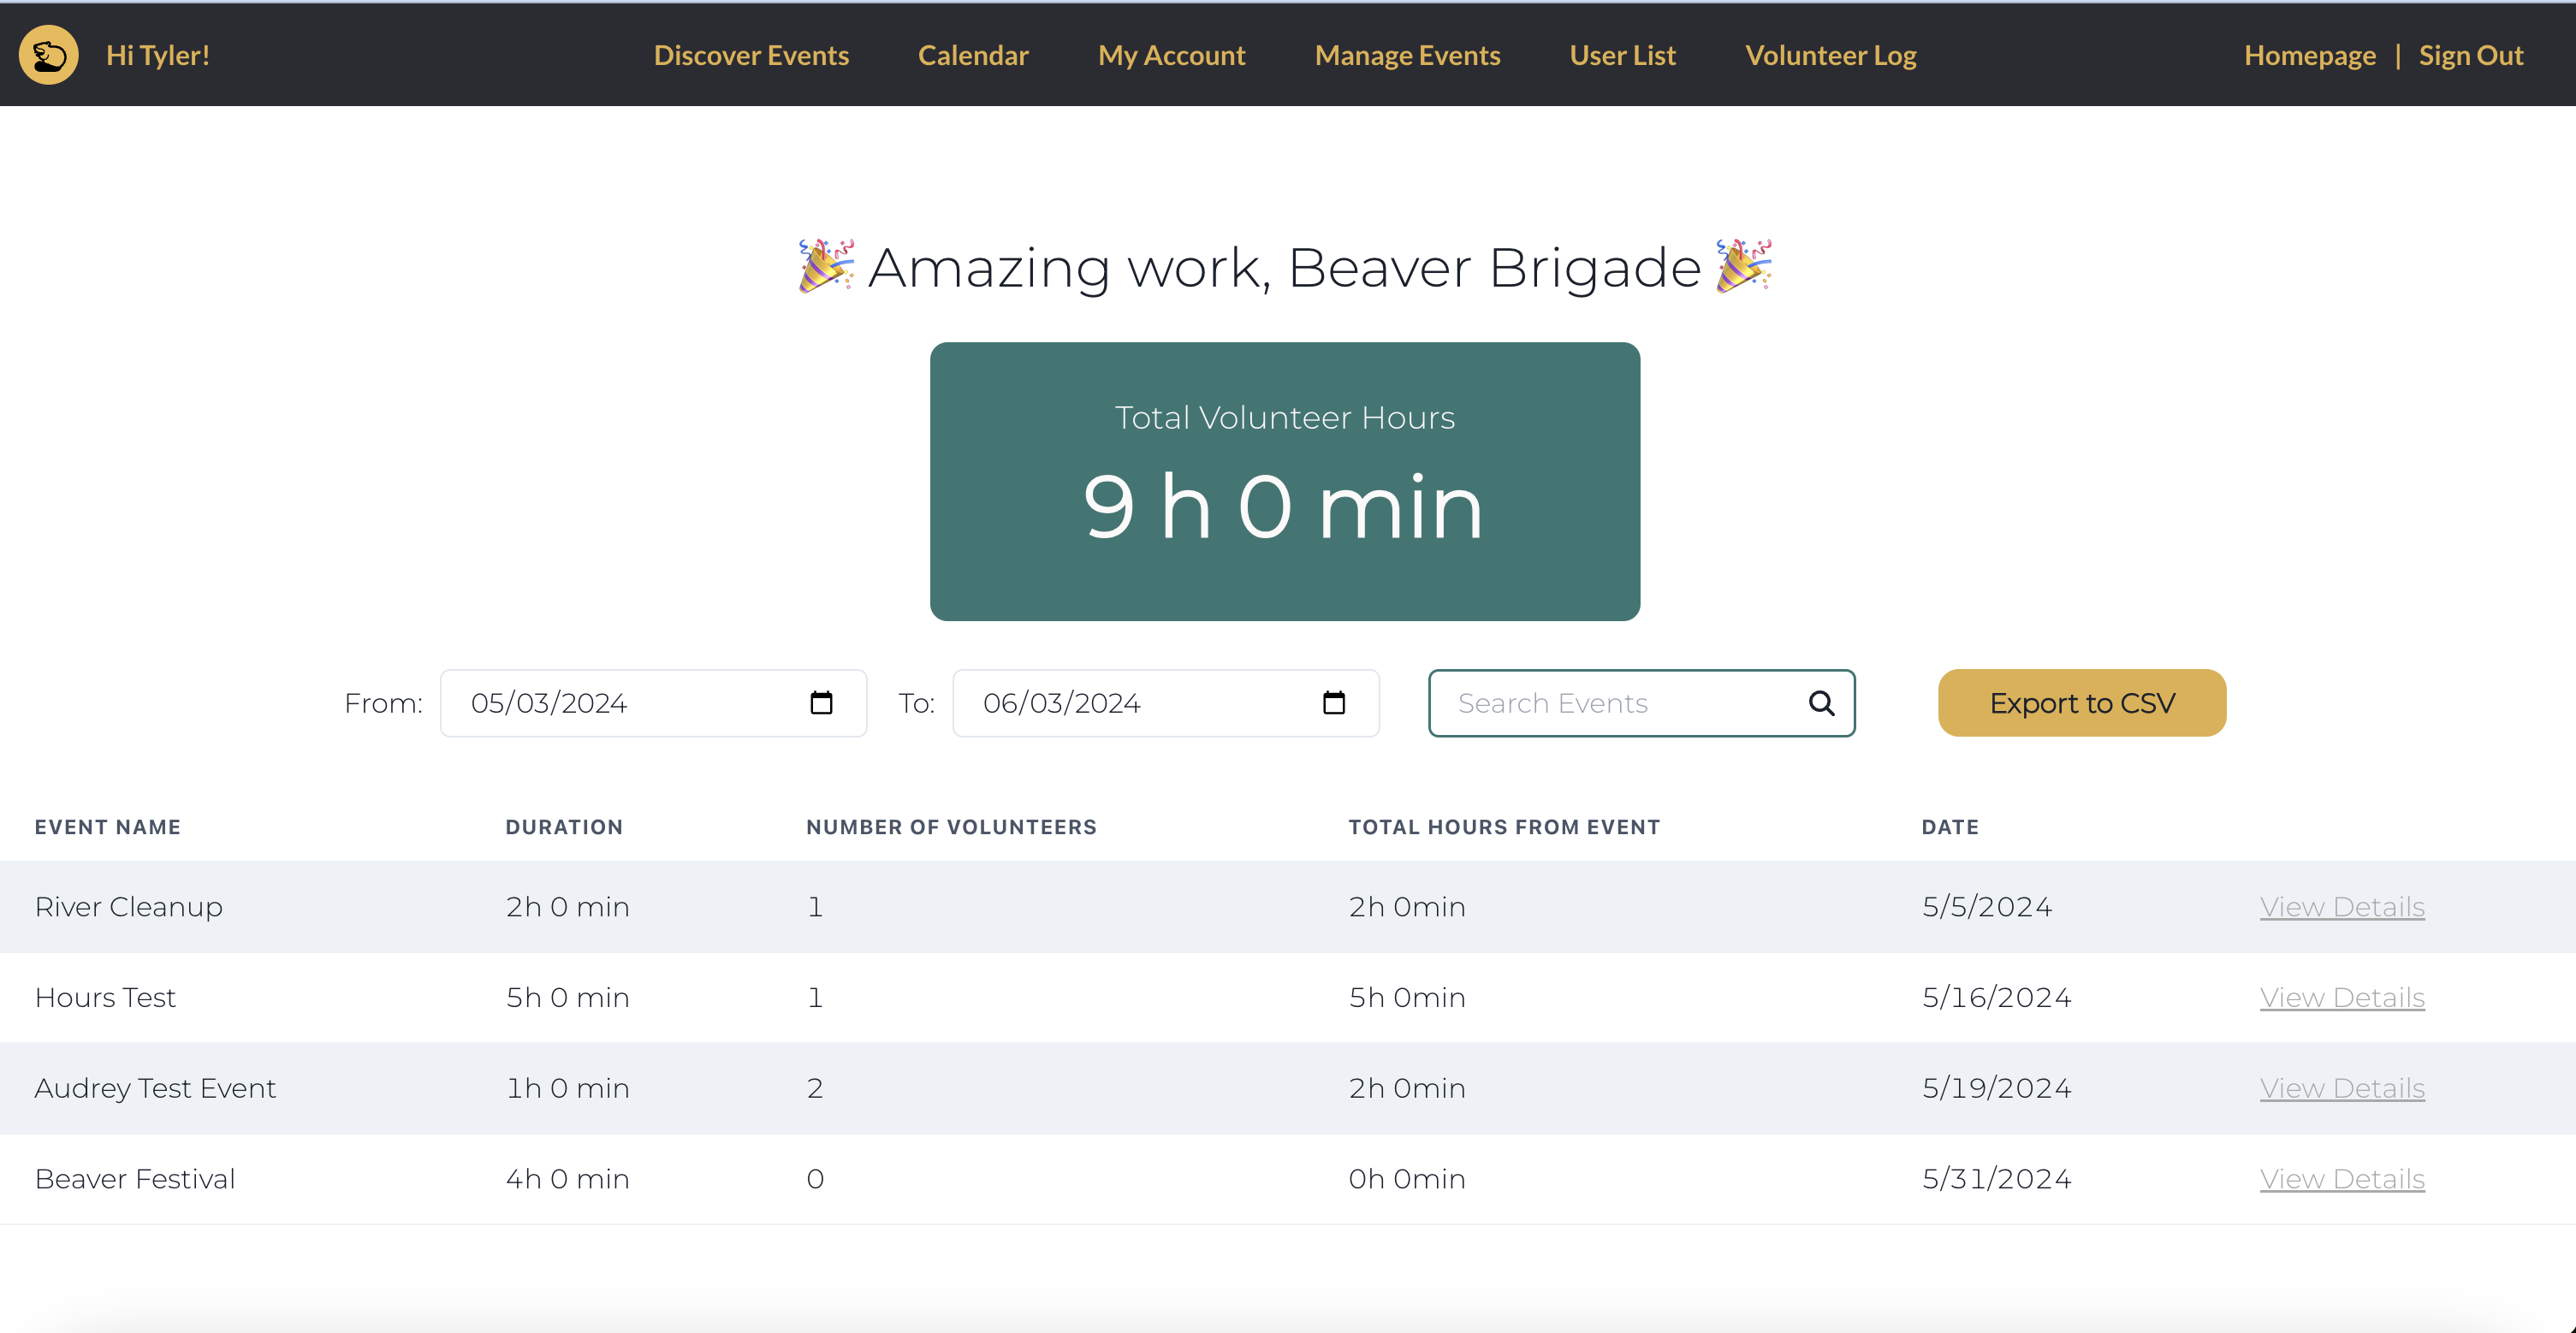 Hi Tyler! Discover Events Calendar My Account Manage Events User List Volunteer Log Homepage | Sign Out
🎉 Amazing work, Beaver Brigade 🎉
Total Volunteer Hours
9 h 0 min
From: 05/03/2024 To: 06/03/2024 Search Events Export to CSV
EVENT NAME DURATION NUMBER OF VOLUNTEERS TOTAL HOURS FROM EVENT DATE
River Cleanup 2h 0 min 1 2h 0min 5/5/2024 View Details
Hours Test 5h 0 min 1 5h 0min 5/16/2024 View Details
Audrey Test Event 1h 0 min 2 2h 0min 5/19/2024 View Details
Beaver Festival 4h 0 min 0 0h 0min 5/31/2024 View Details